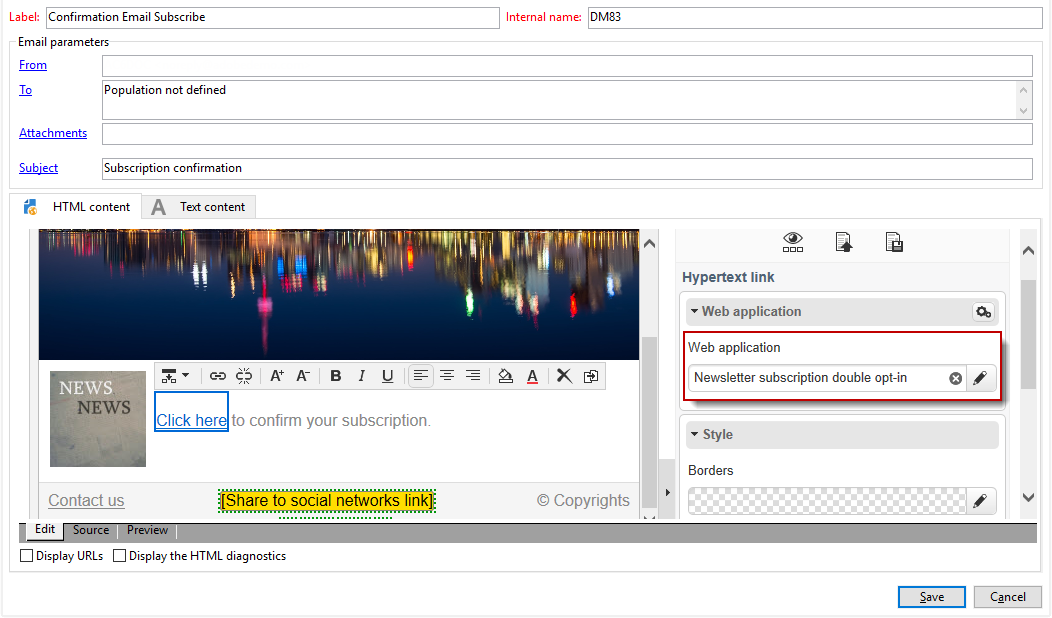 Label: Confirmation Email Subscribe Internal name: DM83
Email parameters
From
To Population not defined
Attachments
Subject Subscription confirmation
HTML content A Text content
Hypertext link
Web application
Web application
Newsletter subscription double opt-in
NEWS
NEWS
A+ A- B I U A
Click here to confirm your subscription.
Style
Borders
Contact us [Share to social networks link] © Copyrights
Edit Source Preview
Display URLs Display the HTML diagnostics
Save Cancel